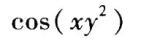 cos( xy² )